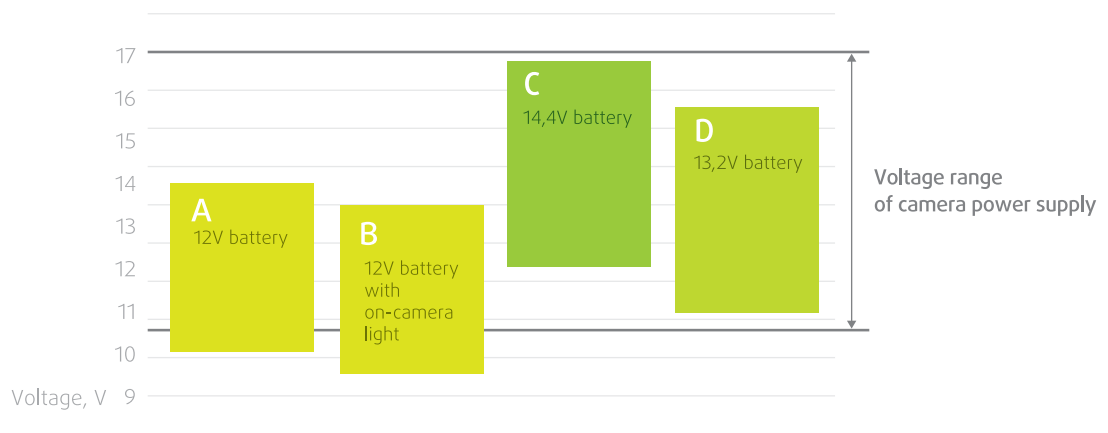 17
16
15
14
13
12
11
10
Voltage, V 9
A
12V battery
B
12V battery
with
on-camera
light
C
14,4V battery
D
13,2V battery
Voltage range
of camera power supply